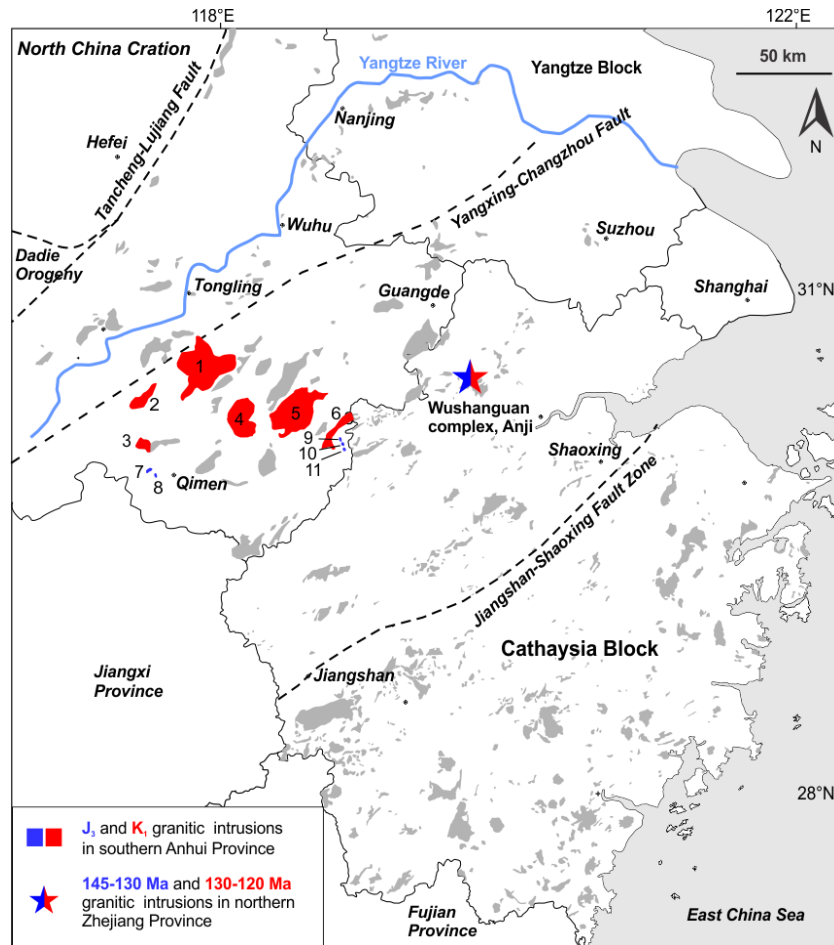 118°E
122°E
North China Cration
Yangtze River
Yangtze Block
50 km
N
Tancheng-Lujiang Fault
Hefei
Nanjing
Yangxing-Changzhou Fault
Wuhu
Suzhou
Dadie
Orogeny
Tongling
Guangde
Shanghai
31°N
1
2
4
5
6
Wushanguan
complex, Anji
3
9
10
11
Shaoxing
7
8
Qimen
Jiangshan-Shaoxing Fault Zone
Cathaysia Block
Jiangxi
Province
Jiangshan
28°N
J₃ and K₁ granitic intrusions
in southern Anhui Province
145-130 Ma and 130-120 Ma
granitic intrusions in northern
Zhejiang Province
Fujian
Province
East China Sea